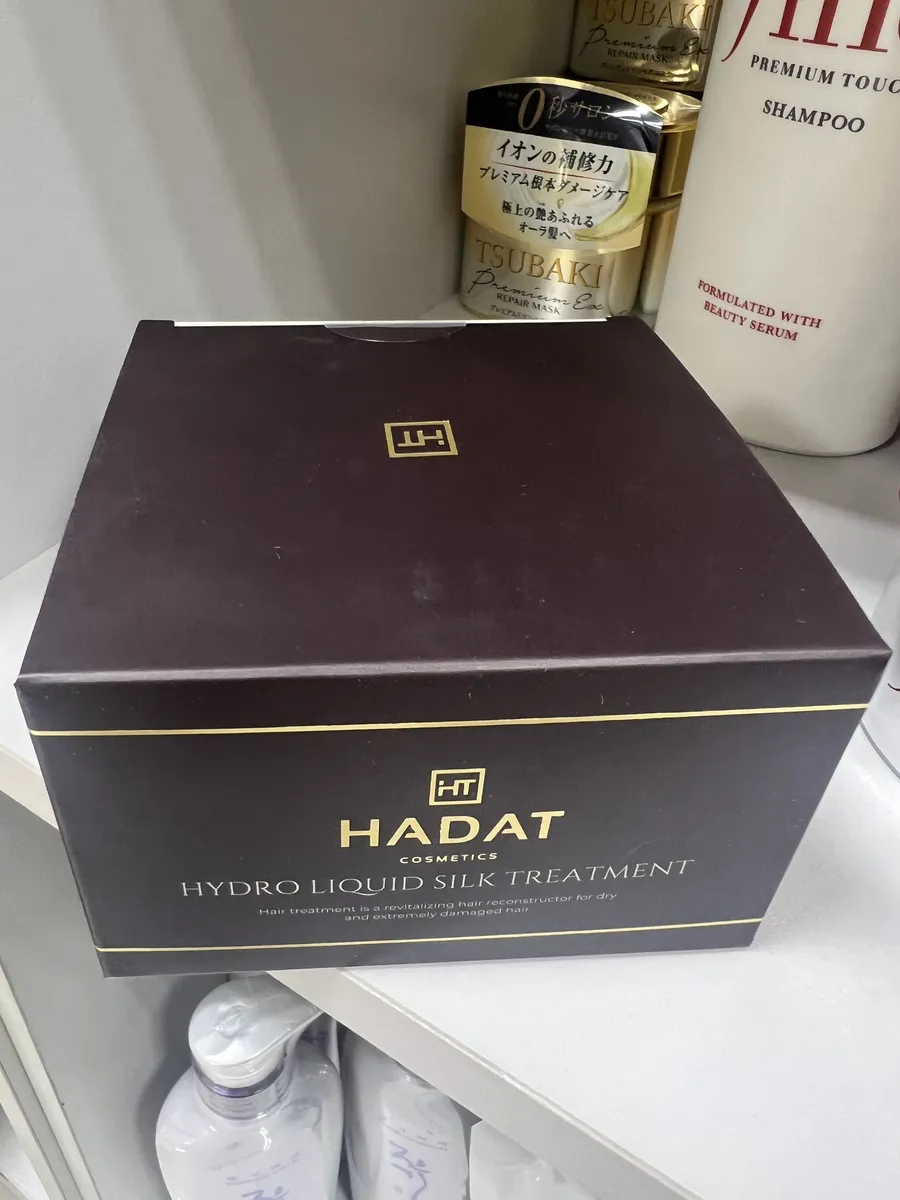 TSUBAKI
Premium Ex
REPAIR MASK
PREMIUM TOUC
SHAMPOO
FORMULATED WITH
BEAUTY SERUM
0秒サロン
イオンの補修力
プレミアム根本ダメージケア
極上の艶あふれる
オーラ髪へ
TSUBAKI
Premium Ex
REPAIR MASK
HT
HT
HADAT
COSMETICS
HYDRO LIQUID SILK TREATMENT
Hair treatment is a revitalizing hair reconstructor for dry
and extremely damaged hair